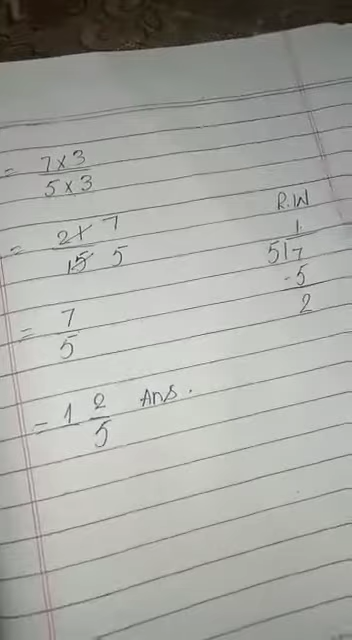 = 7×3 / 5×3
= 21 7 / 15 5
= 7 / 5
= 1 2/5 Ans.
R.W
1
5|7
-5
2